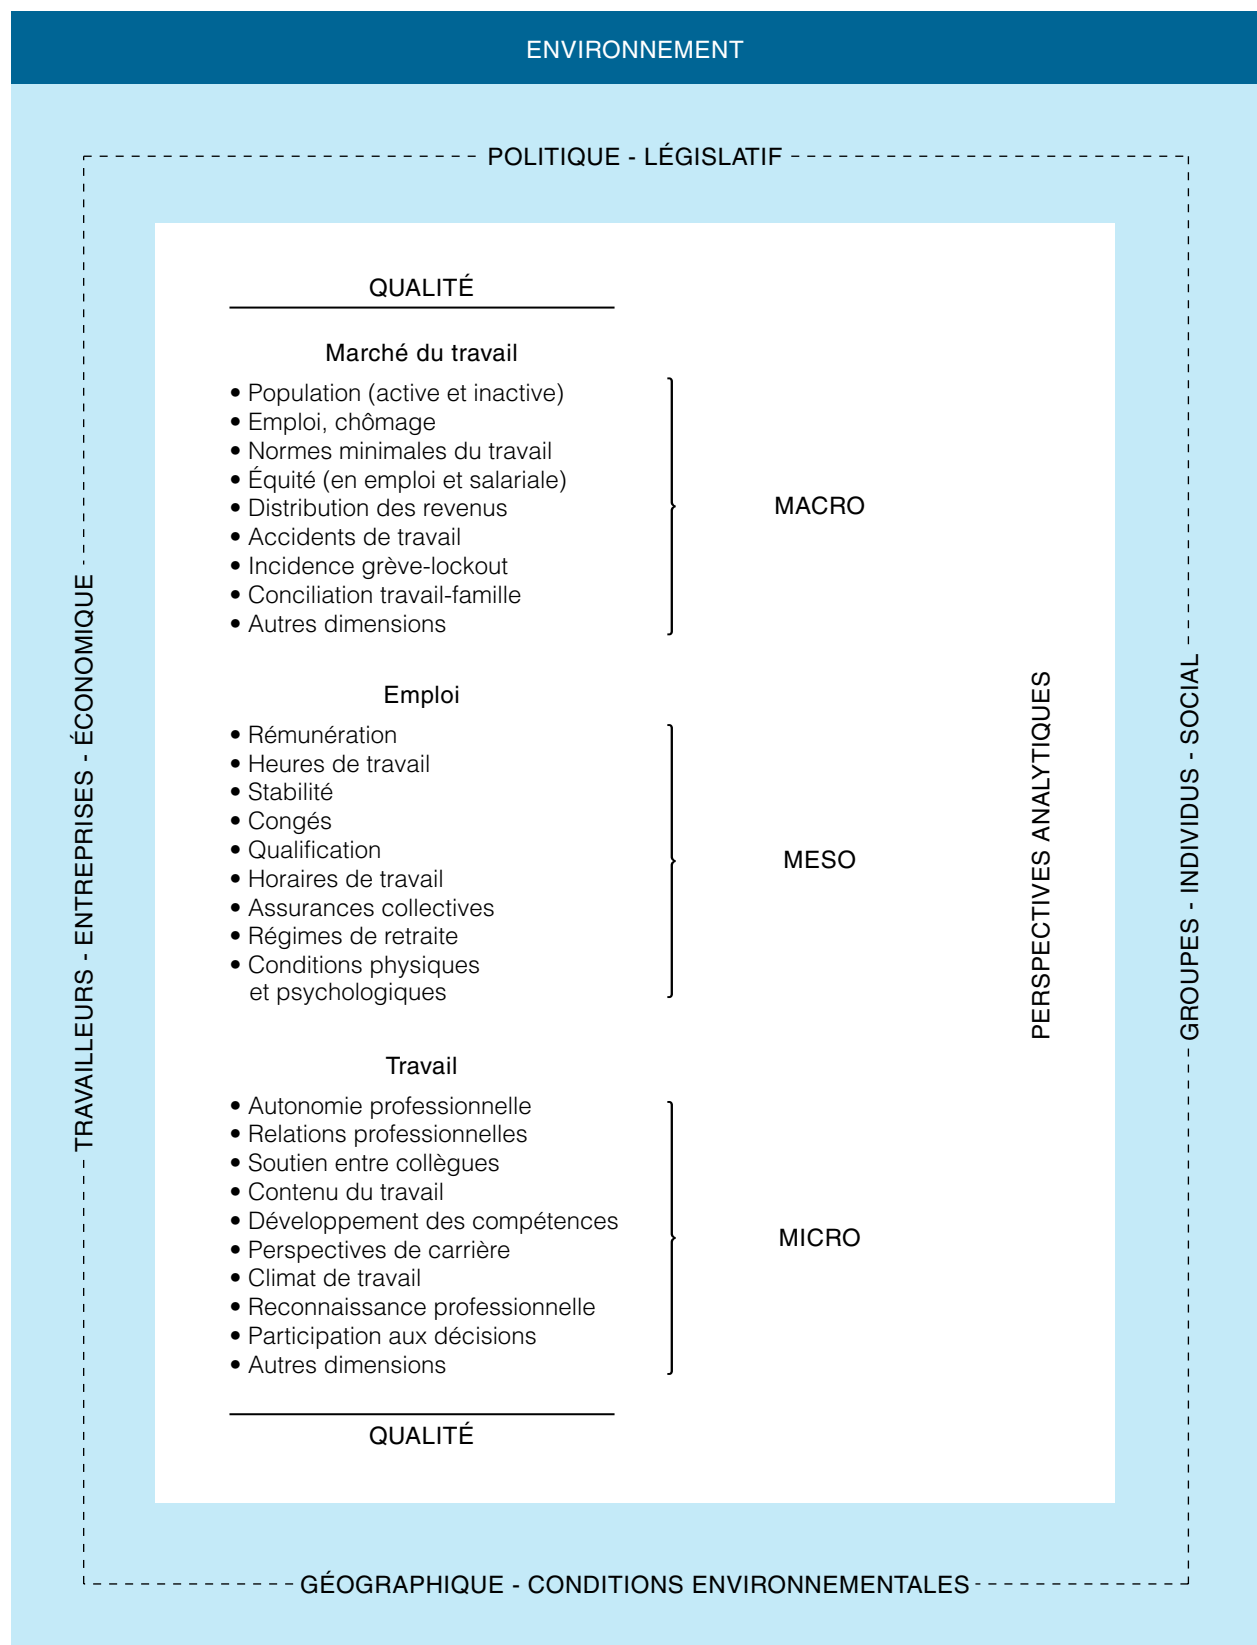 ENVIRONNEMENT
POLITIQUE - LÉGISLATIF
TRAVAILLEURS - ENTREPRISES - ÉCONOMIQUE
QUALITÉ
Marché du travail
• Population (active et inactive)
• Emploi, chômage
• Normes minimales du travail
• Équité (en emploi et salariale)
• Distribution des revenus
• Accidents de travail
• Incidence grève-lockout
• Conciliation travail-famille
• Autres dimensions
MACRO
Emploi
• Rémunération
• Heures de travail
• Stabilité
• Congés
• Qualification
• Horaires de travail
• Assurances collectives
• Régimes de retraite
• Conditions physiques
et psychologiques
MESO
Travail
• Autonomie professionnelle
• Relations professionnelles
• Soutien entre collègues
• Contenu du travail
• Développement des compétences
• Perspectives de carrière
• Climat de travail
• Reconnaissance professionnelle
• Participation aux décisions
• Autres dimensions
MICRO
QUALITÉ
PERSPECTIVES ANALYTIQUES
GROUPES - INDIVIDUS - SOCIAL
GÉOGRAPHIQUE - CONDITIONS ENVIRONNEMENTALES